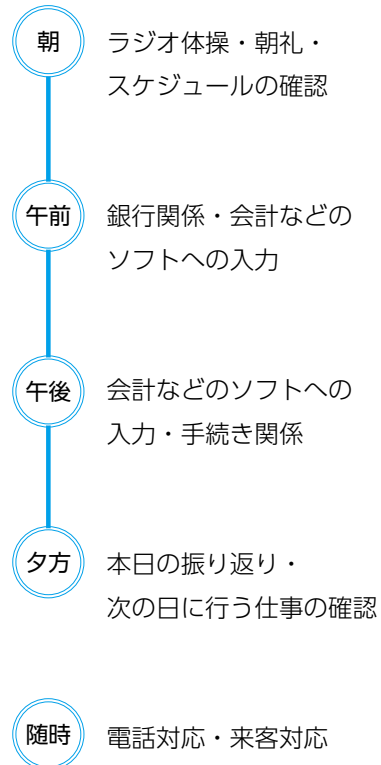 朝
ラジオ体操・朝礼・
スケジュールの確認
午前
銀行関係・会計などの
ソフトへの入力
午後
会計などのソフトへの
入力・手続き関係
夕方
本日の振り返り・
次の日に行う仕事の確認
随時
電話対応・来客対応